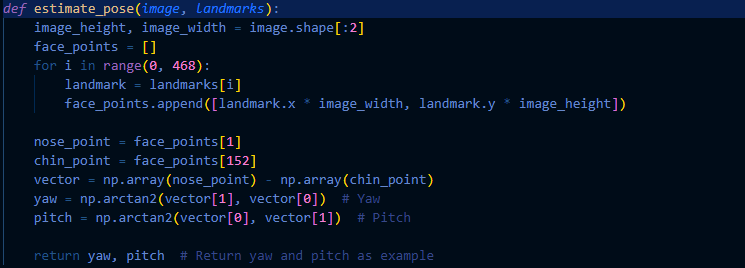 def estimate_pose(image, landmarks):
    image_height, image_width = image.shape[:2]
    face_points = []
    for i in range(0, 468):
        landmark = landmarks[i]
        face_points.append([landmark.x * image_width, landmark.y * image_height])

    nose_point = face_points[1]
    chin_point = face_points[152]
    vector = np.array(nose_point) - np.array(chin_point)
    yaw = np.arctan2(vector[1], vector[0])  # Yaw
    pitch = np.arctan2(vector[0], vector[1])  # Pitch

    return yaw, pitch  # Return yaw and pitch as example